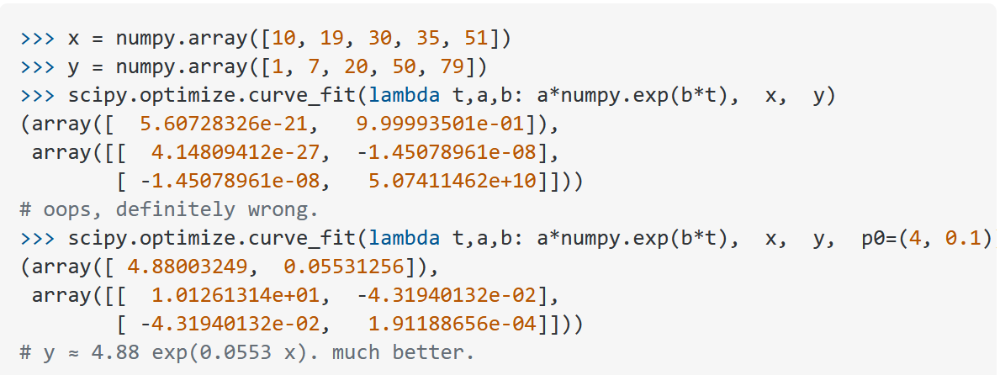 >>> x = numpy.array([10, 19, 30, 35, 51])
>>> y = numpy.array([1, 7, 20, 50, 79])
>>> scipy.optimize.curve_fit(lambda t,a,b: a*numpy.exp(b*t),  x,  y)
(array([  5.60728326e-21,   9.99993501e-01]),
 array([[  4.14809412e-27,  -1.45078961e-08],
        [ -1.45078961e-08,   5.07411462e+10]]))
# oops, definitely wrong.
>>> scipy.optimize.curve_fit(lambda t,a,b: a*numpy.exp(b*t),  x,  y,  p0=(4, 0.1)
(array([ 4.88003249,  0.05531256]),
 array([[  1.01261314e+01,  -4.31940132e-02],
        [ -4.31940132e-02,   1.91188656e-04]]))
# y ≈ 4.88 exp(0.0553 x). much better.